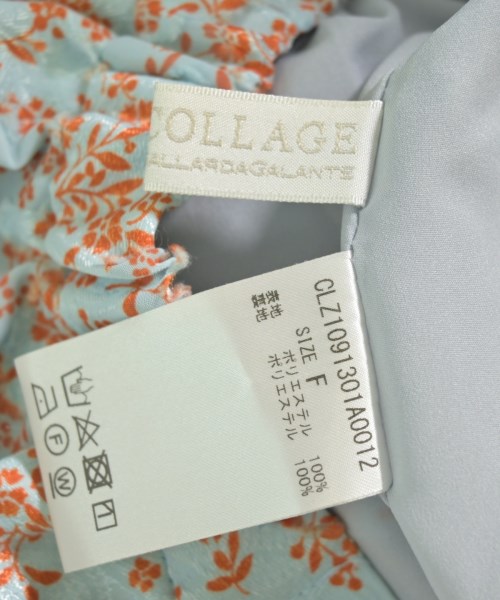 COLLAGE
GALLARDAGALANTE
CLZ1091301A0012
SIZE F
表地 ポリエステル 100%
裏地 ポリエステル 100%
F
W